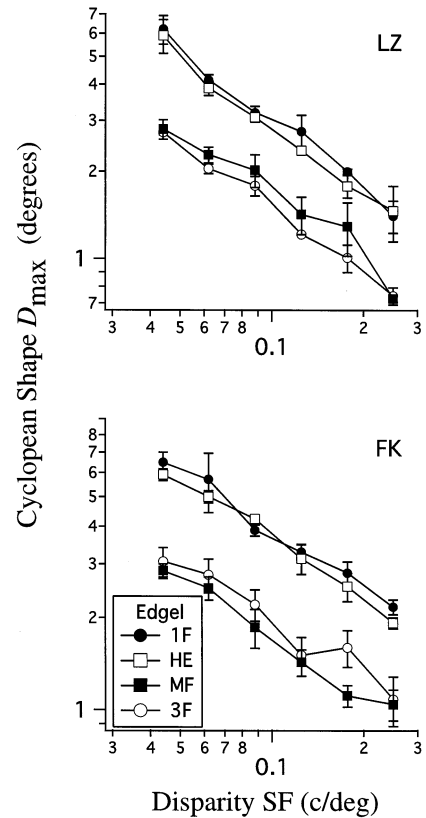 Cyclopean Shape Dmax (degrees)
LZ
7
6
5
4
3
2
1
7
3 4 5 6 7 8 0.1 2 3
FK
8
7
6
5
4
3
2
1
Edgel
1F
HE
MF
3F
3 4 5 6 7 8 0.1 2 3
Disparity SF (c/deg)